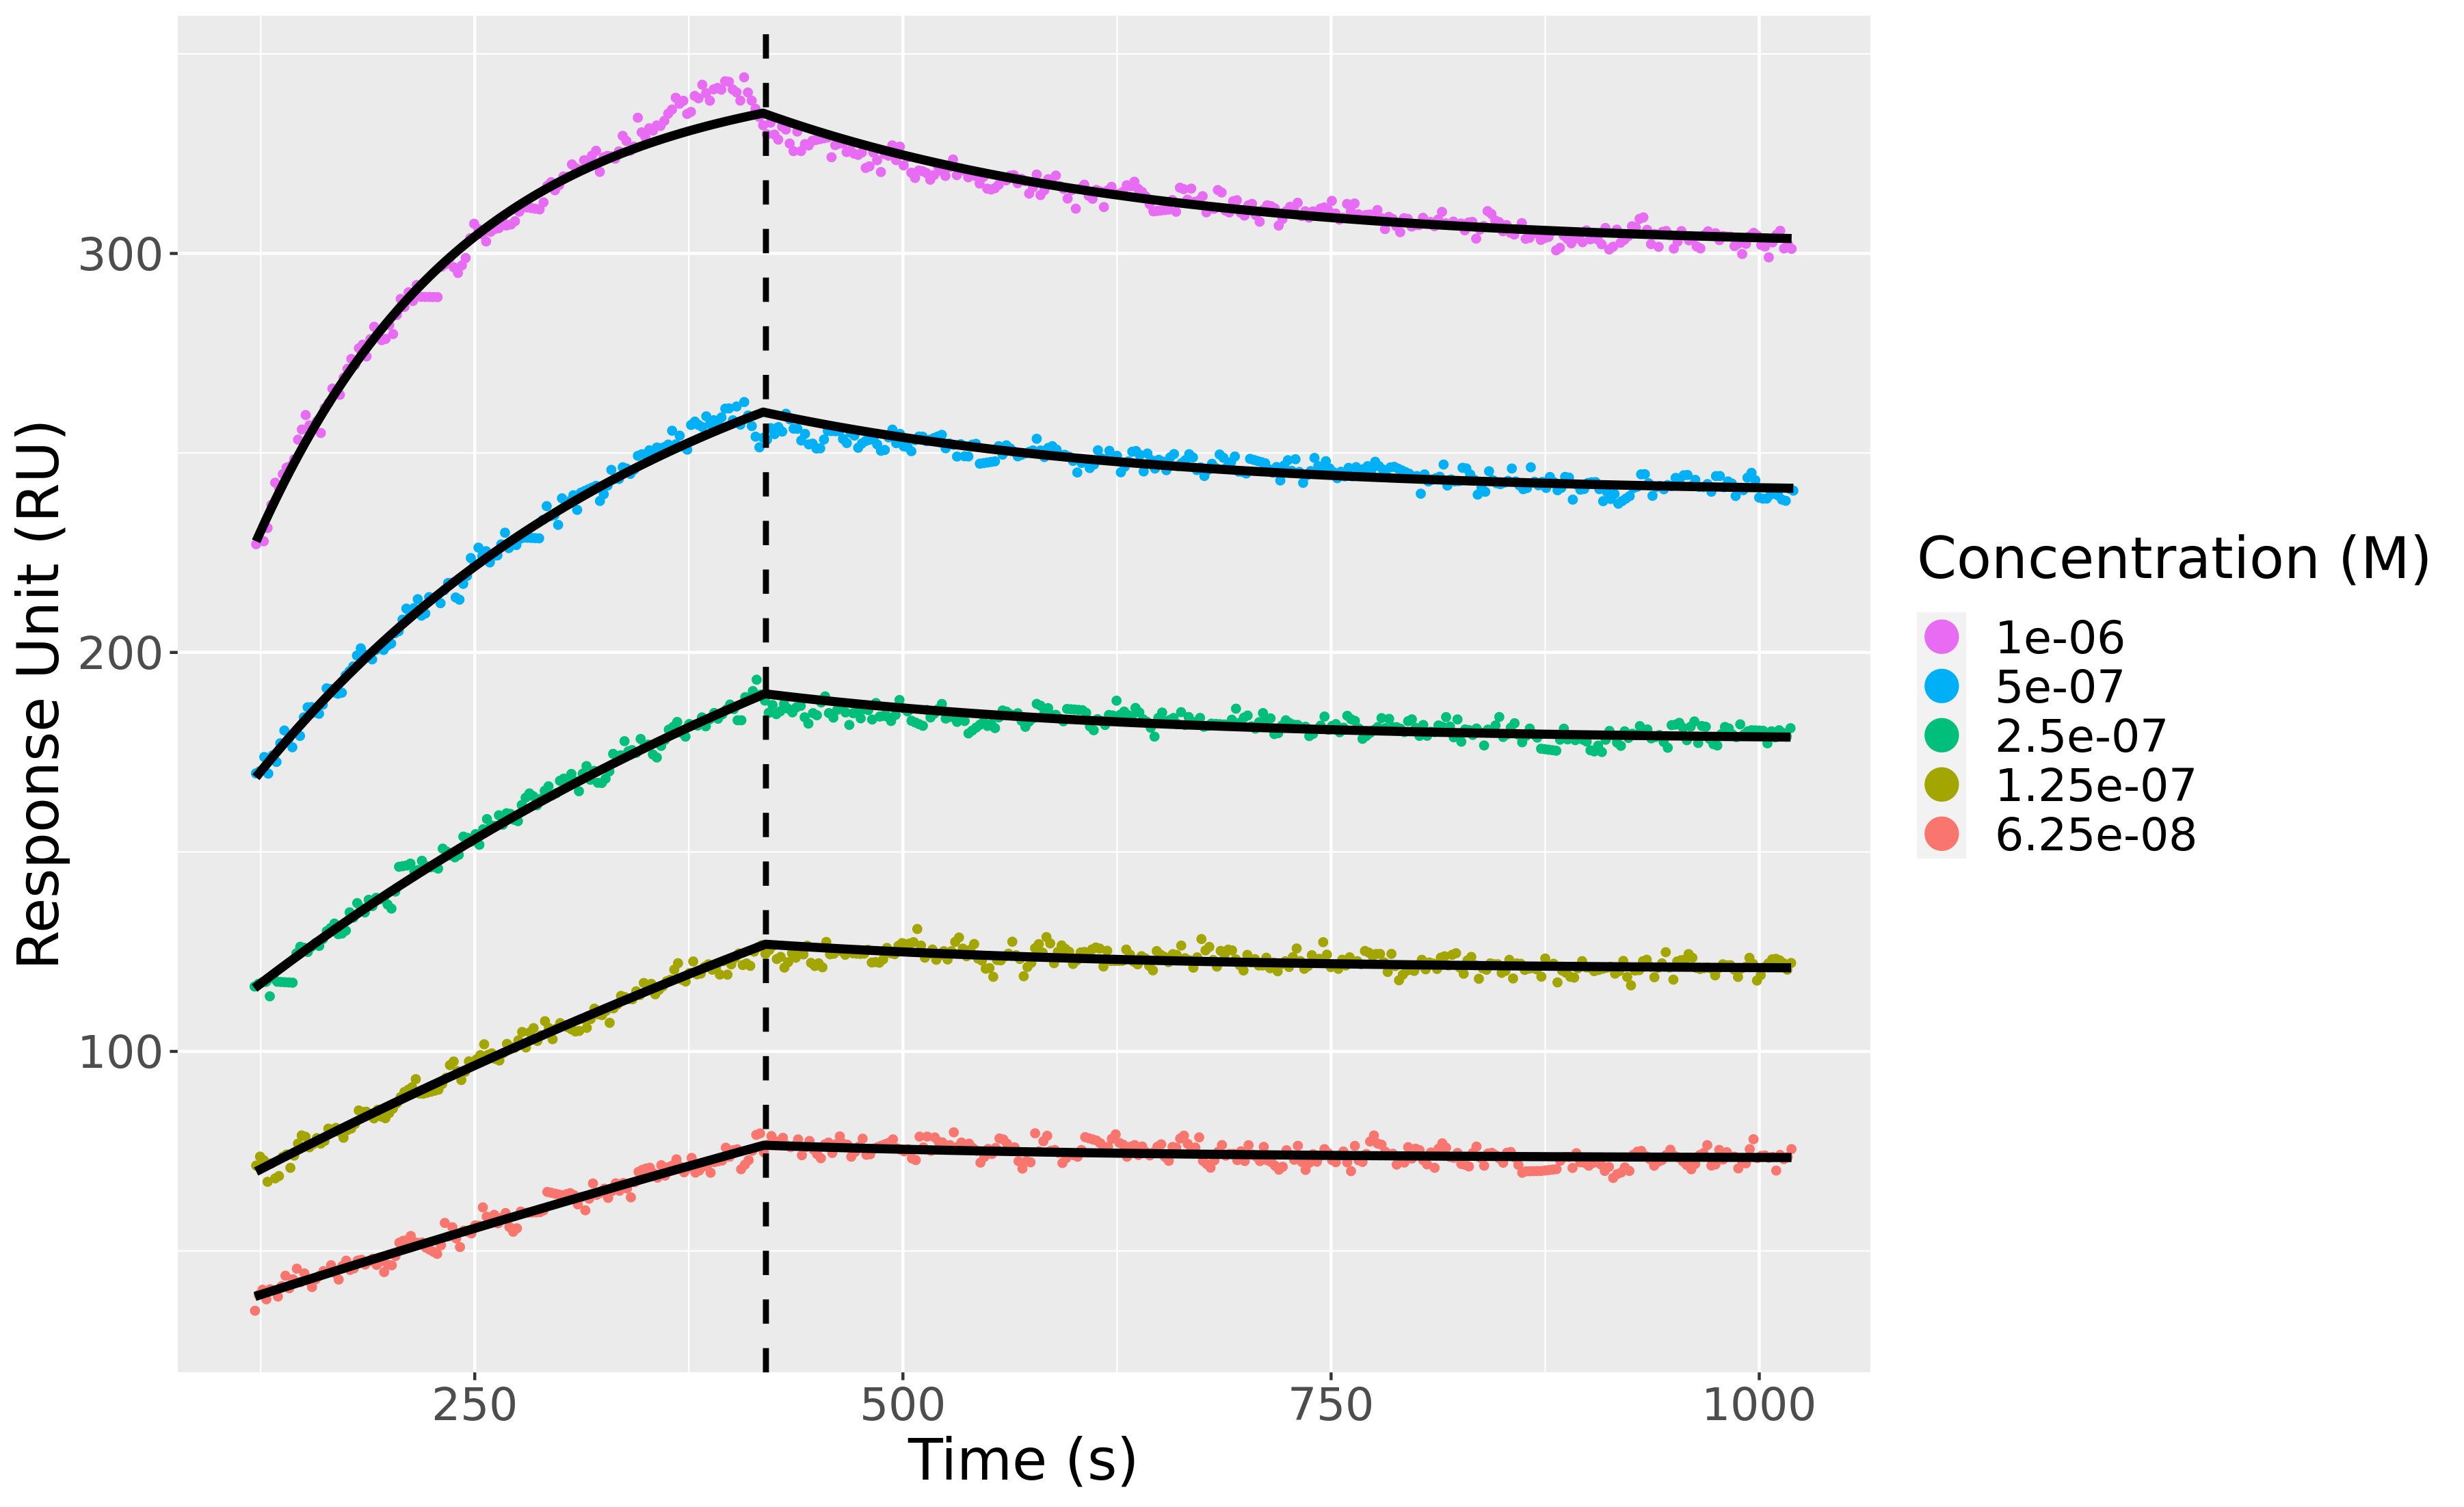 Response Unit (RU)
300
200
100
250 500 750 1000
Time (s)
Concentration (M)
1e-06
5e-07
2.5e-07
1.25e-07
6.25e-08